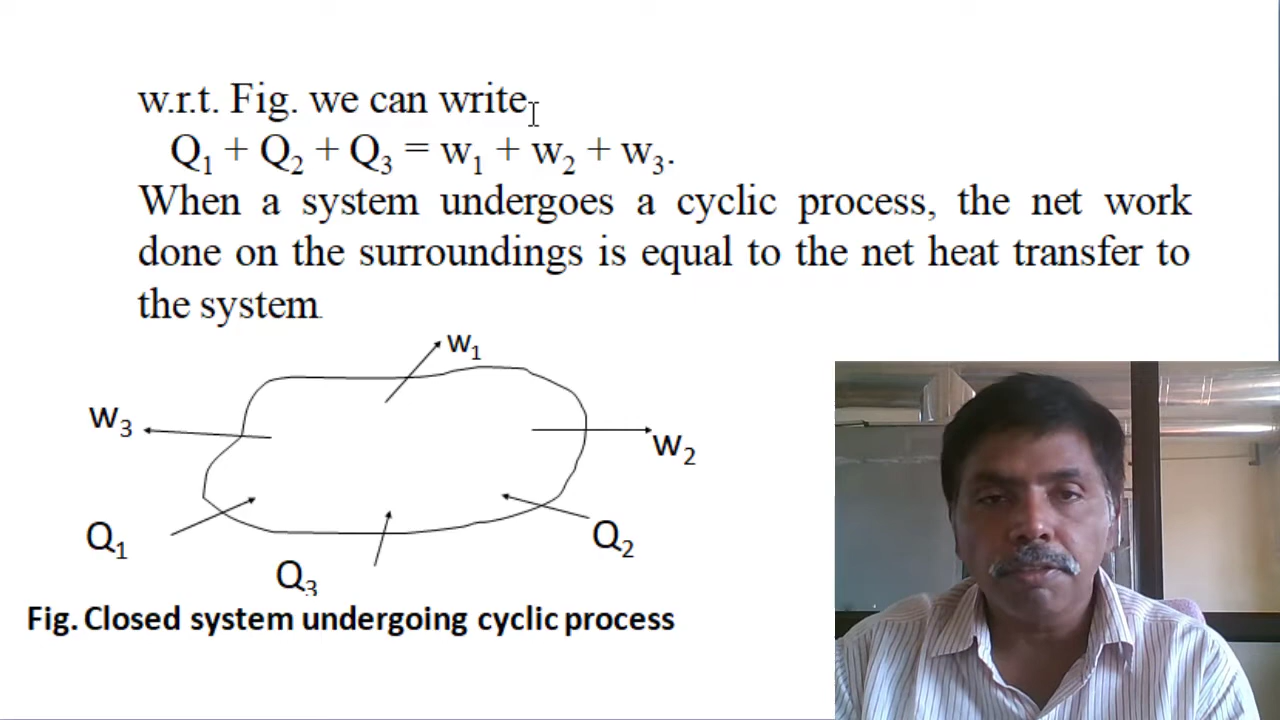 w.r.t. Fig. we can write
Q₁ + Q₂ + Q₃ = w₁ + w₂ + w₃.
When a system undergoes a cyclic process, the net work
done on the surroundings is equal to the net heat transfer to
the system.
w₁
w₃
w₂
Q₁
Q₂
Q₃
Fig. Closed system undergoing cyclic process